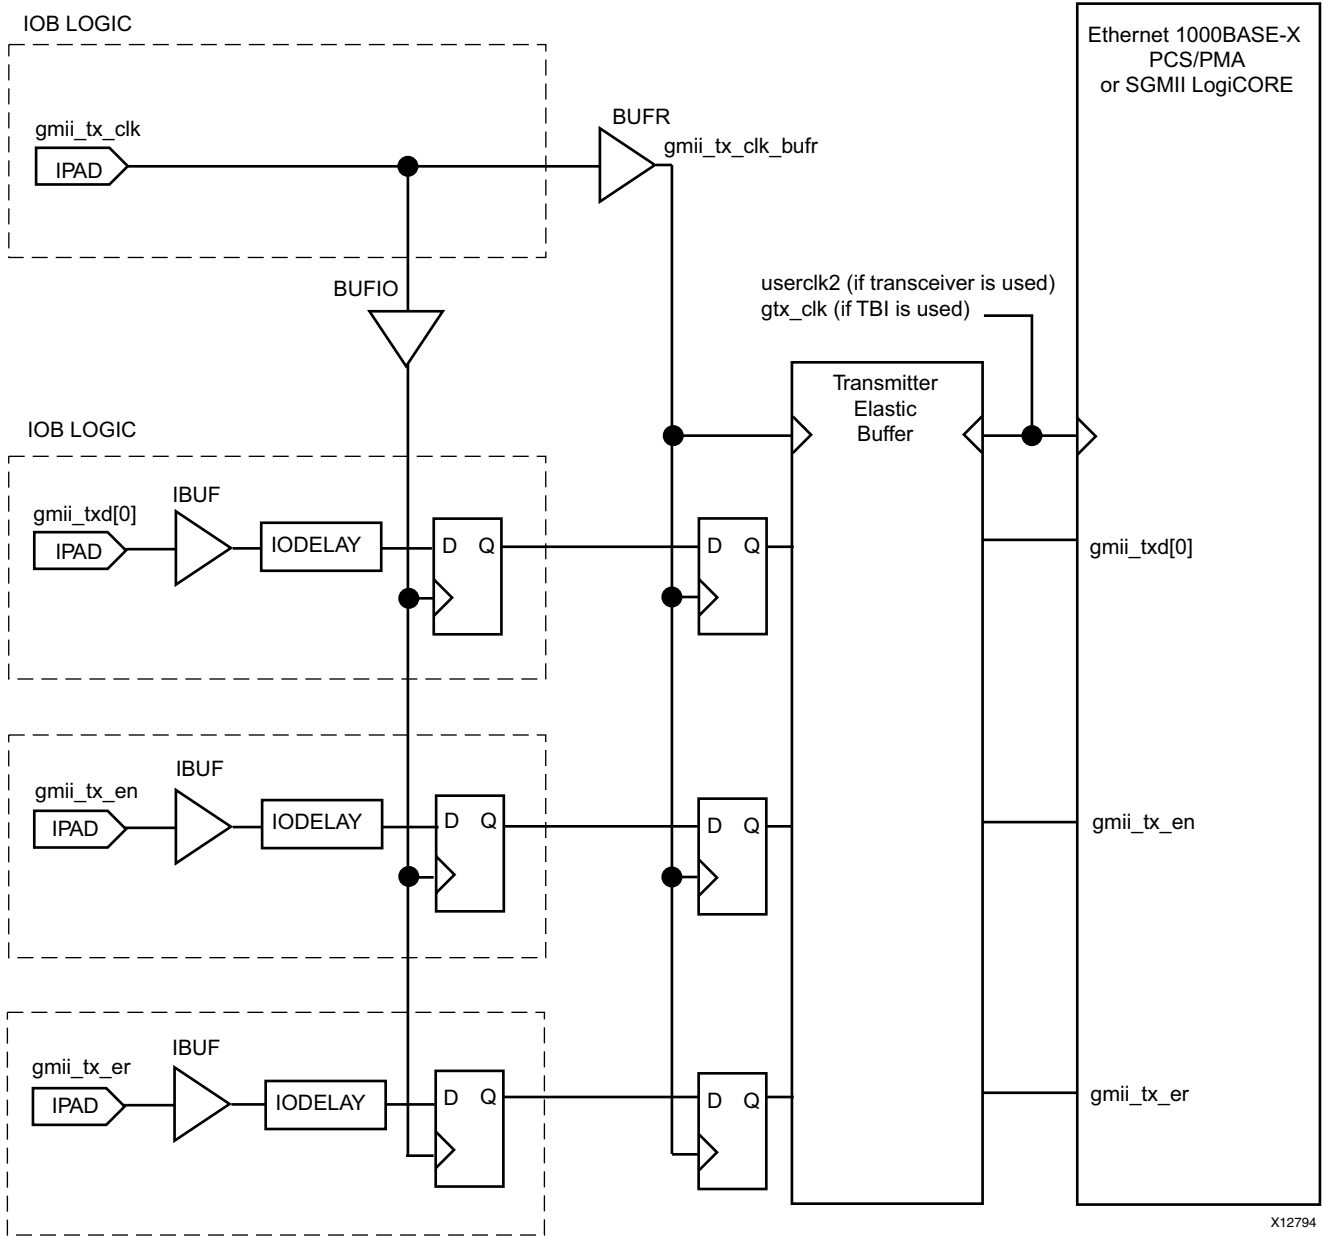 IOB LOGIC
gmii_tx_clk
IPAD
BUFR
gmii_tx_clk_bufr
Ethernet 1000BASE-X
PCS/PMA
or SGMII LogiCORE
BUFIO
userclk2 (if transceiver is used)
gtx_clk (if TBI is used)
Transmitter
Elastic
Buffer
IOB LOGIC
gmii_txd[0]
IPAD
IBUF
IODELAY
D Q
D Q
gmii_txd[0]
gmii_tx_en
IPAD
IBUF
IODELAY
D Q
D Q
gmii_tx_en
gmii_tx_er
IPAD
IBUF
IODELAY
D Q
D Q
gmii_tx_er
X12794